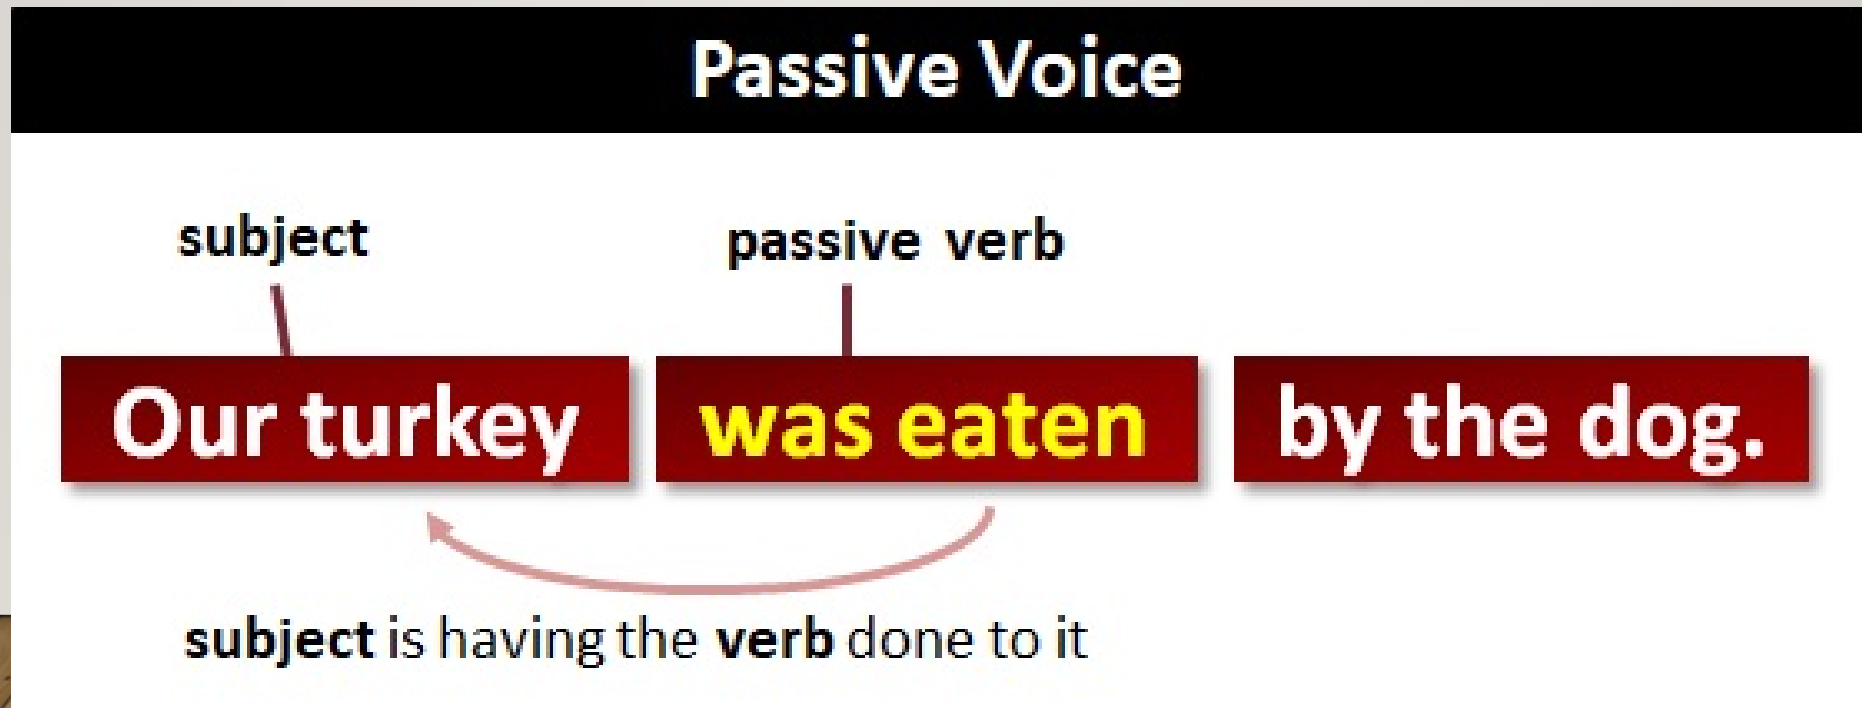 Passive Voice
subject passive verb
Our turkey was eaten by the dog.
subject is having the verb done to it